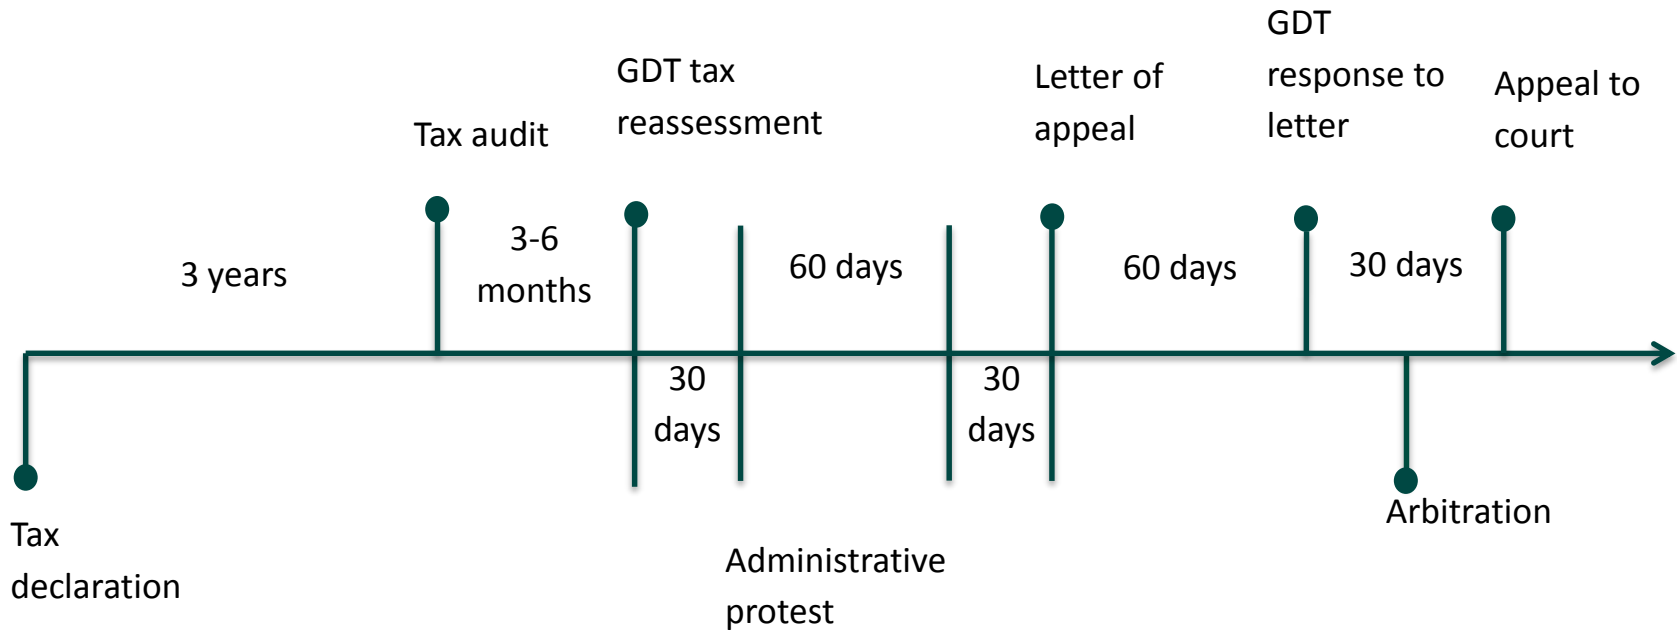 GDT
response to
letter
GDT tax
reassessment
Letter of
appeal
Appeal to
court
Tax audit
3-6
months
3 years
60 days
60 days
30 days
30
days
30
days
Arbitration
Tax
declaration
Administrative
protest